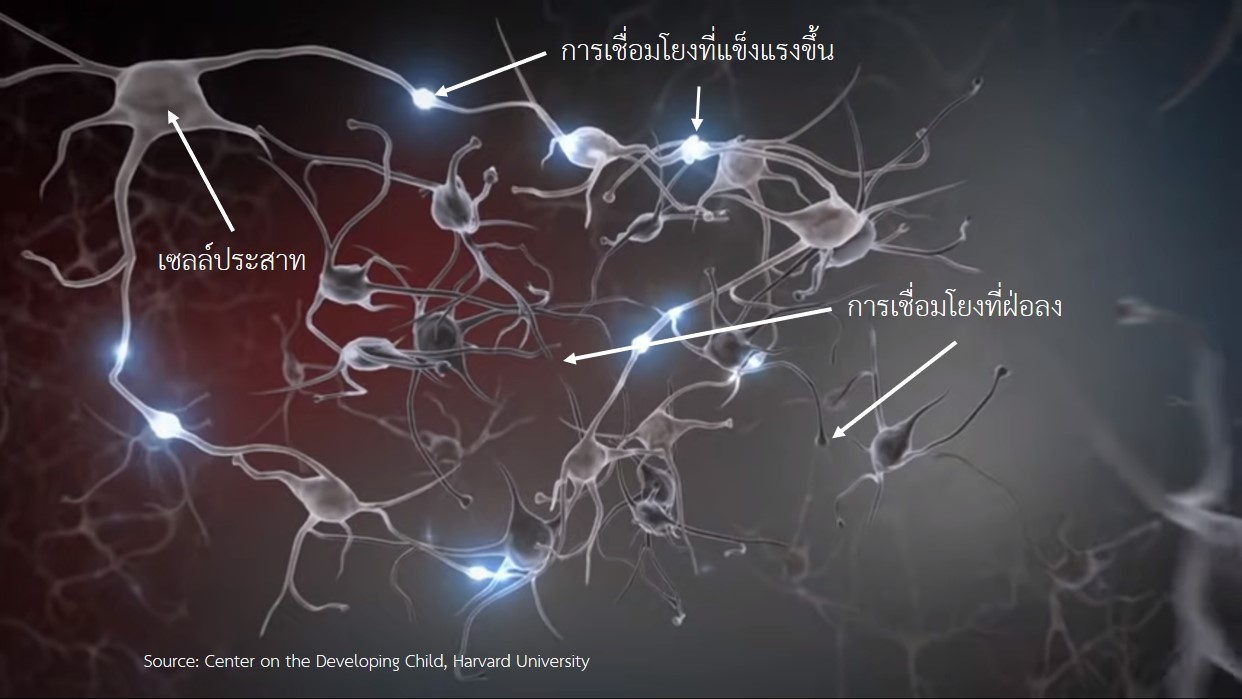 การเชื่อมโยงที่แข็งแรงขึ้น
เซลล์ประสาท
การเชื่อมโยงที่ฝ่อลง
Source: Center on the Developing Child, Harvard University